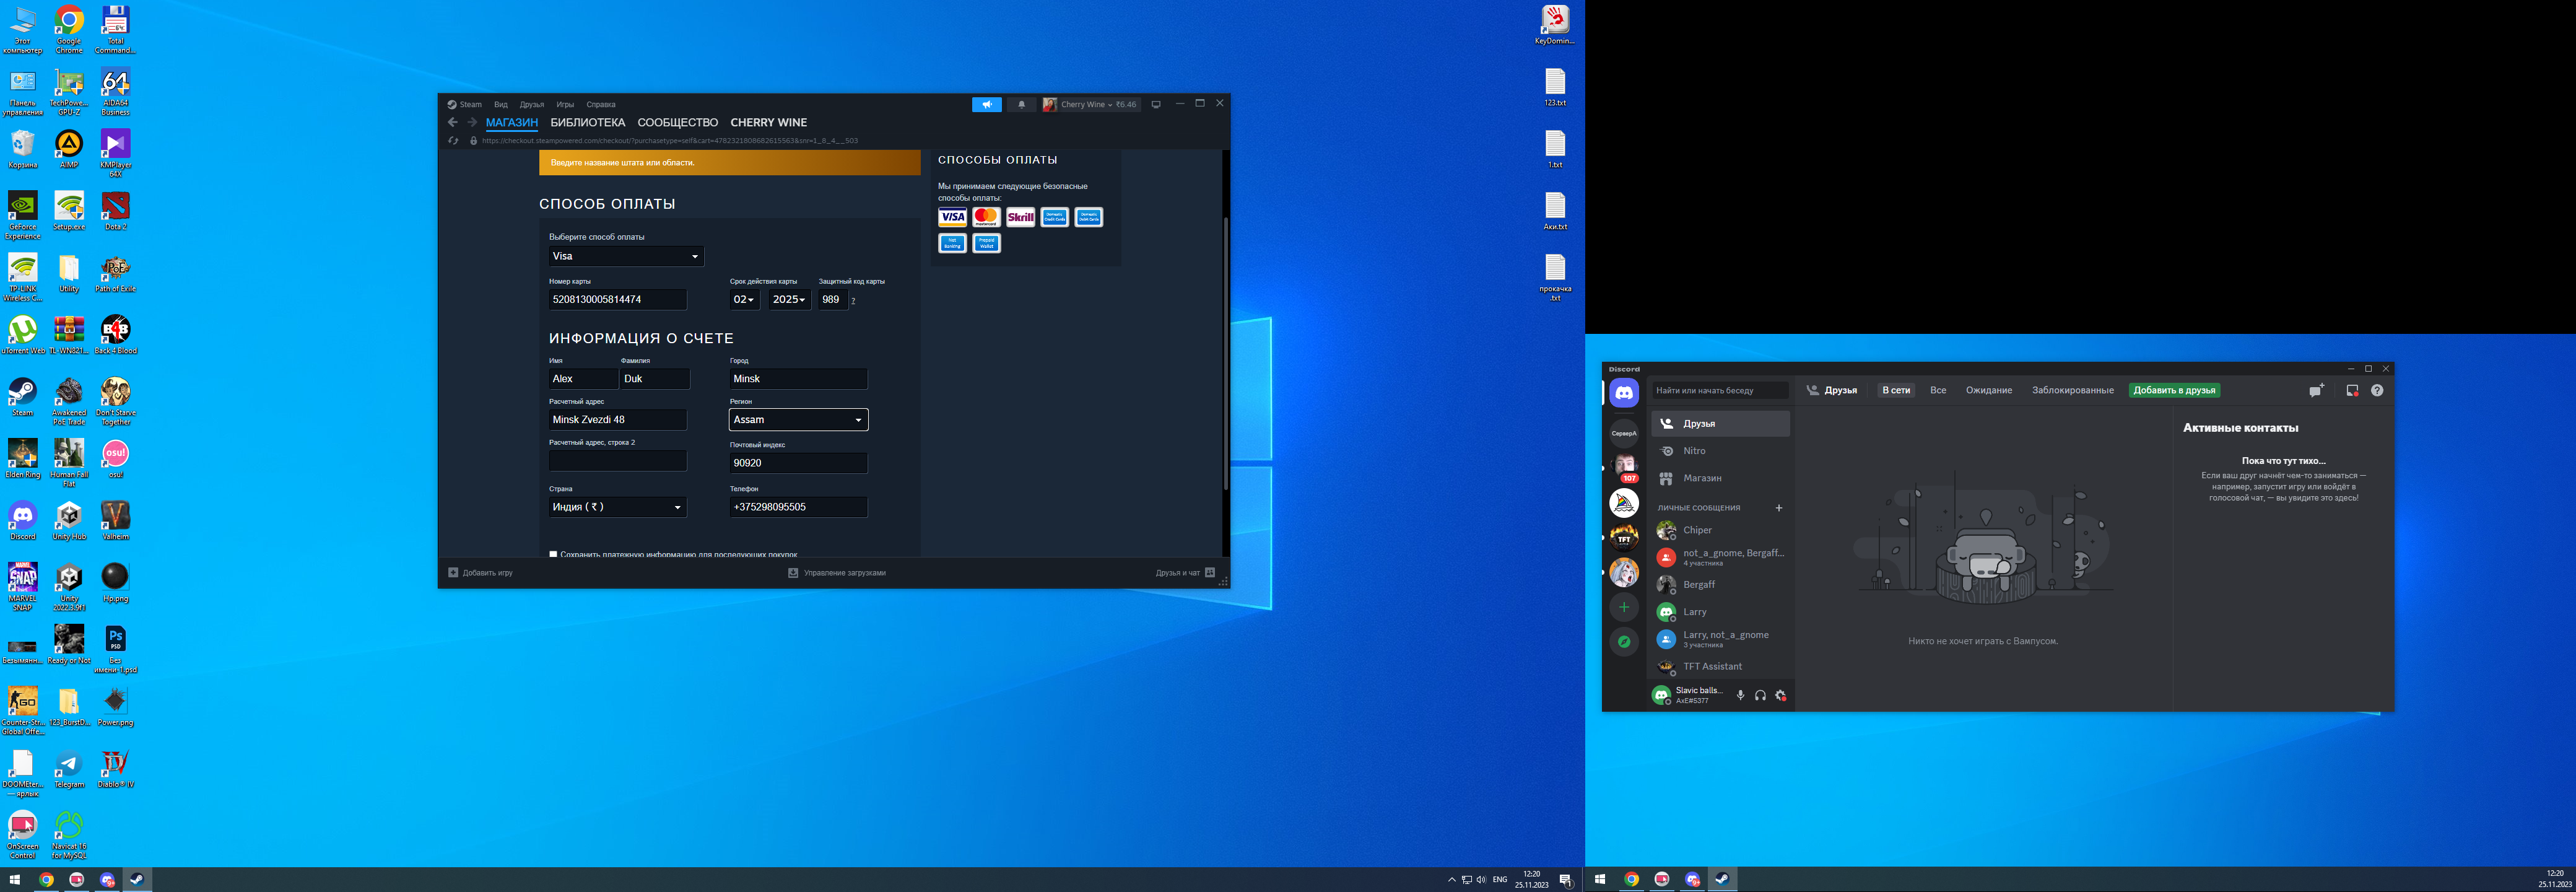 Этот компьютер
Google Chrome
Total Command...
Панель управления
TechPowe... GPU-Z
AIDA64 Business
Корзина
AIMP
KMPlayer 64X
GeForce Experience
Setup.exe
Dota 2
TP-LINK Wireless C...
Utility
Path of Exile
uTorrent Web
TL-WN821...
Back 4 Blood
Steam
Awakened PoE Trade
Don't Starve Together
Elden Ring
Human Fall Flat
osu!
Discord
Unity Hub
Valheim
MARVEL SNAP
Unity 2022.3.9f1
Hp.png
Безымянн...
Ready or Not
Без имени-1.psd
Counter-Str... Global Offe...
123_BurstD...
Power.png
DOOMEter... — ярлык
Telegram
Diablo® IV
OnScreen Control
Navicat 16 for MySQL
Steam Вид Друзья Игры Справка
Cherry Wine ₹6.46
МАГАЗИН БИБЛИОТЕКА СООБЩЕСТВО CHERRY WINE
https://checkout.steampowered.com/checkout/?purchasetype=self&cart=4782321808682615563&snr=1_8_4__503
Введите название штата или области.
СПОСОБ ОПЛАТЫ
Выберите способ оплаты
Visa
Номер карты Срок действия карты Защитный код карты
5208130005814474 02 2025 989 ?
ИНФОРМАЦИЯ О СЧЕТЕ
Имя Фамилия Город
Alex Duk Minsk
Расчетный адрес Регион
Minsk Zvezdi 48 Assam
Расчетный адрес, строка 2 Почтовый индекс
90920
Страна Телефон
Индия ( ₹ ) +375298095505
Сохранить платежную информацию для последующих покупок
СПОСОБЫ ОПЛАТЫ
Мы принимаем следующие безопасные
способы оплаты:
VISA Skrill
Net Banking Prepaid Wallet
Добавить игру Управление загрузками Друзья и чат
KeyDomin...
123.txt
1.txt
Аки.txt
прокачка .txt
ENG 12:20
25.11.2023
Discord
Найти или начать беседу
Друзья В сети Все Ожидание Заблокированные Добавить в друзья
СерверА
107
TFT
Друзья
Nitro
Магазин
ЛИЧНЫЕ СООБЩЕНИЯ
Chiper
not_a_gnome, Bergaff...
4 участника
Bergaff
Larry
Larry, not_a_gnome
3 участника
TFT Assistant
Slavic balls...
AxE#5377
Никто не хочет играть с Вампусом.
Активные контакты
Пока что тут тихо...
Если ваш друг начнёт чем-то заниматься —
например, запустит игру или войдёт в
голосовой чат, — вы увидите это здесь!
12:20
25.11.2023